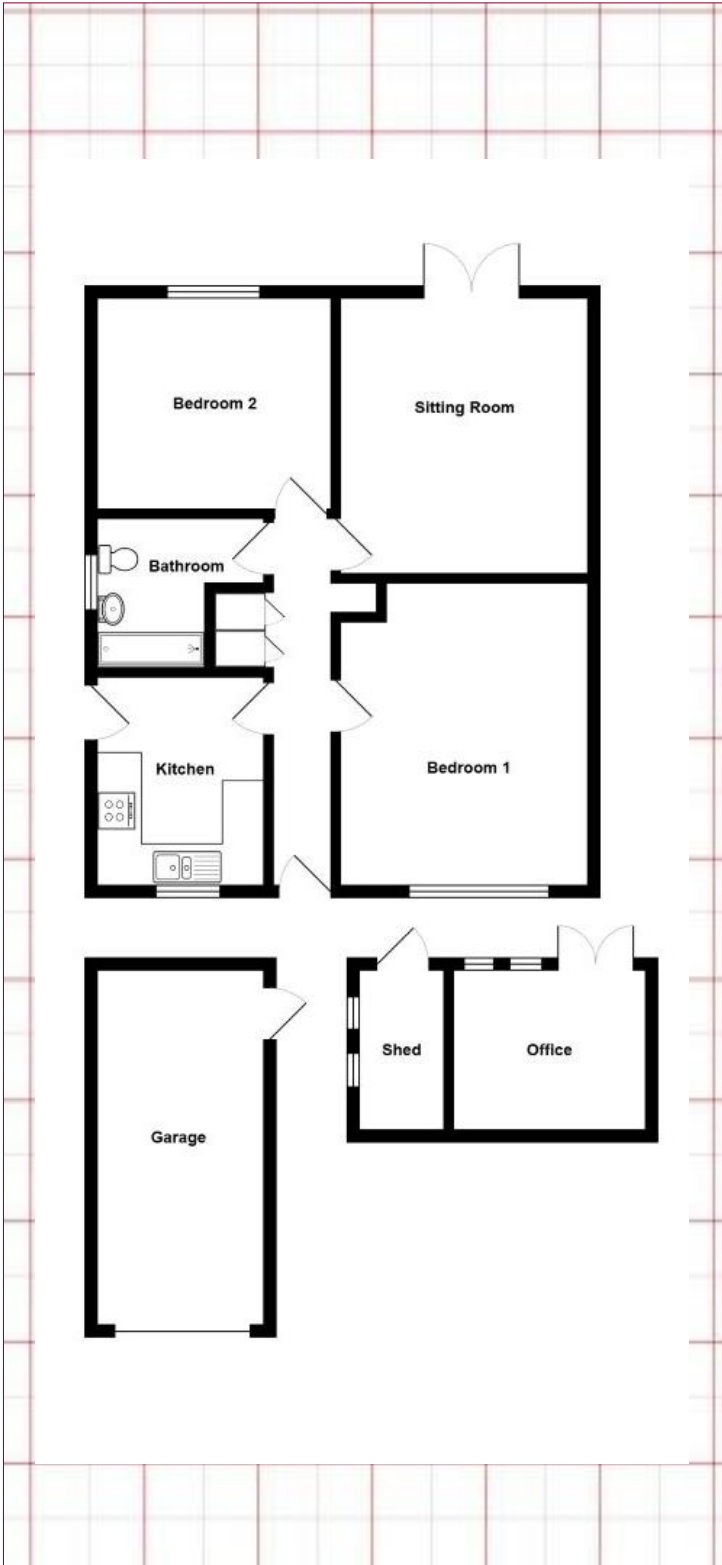 Bedroom 2
Sitting Room
Bathroom
Kitchen
Bedroom 1
Shed
Office
Garage